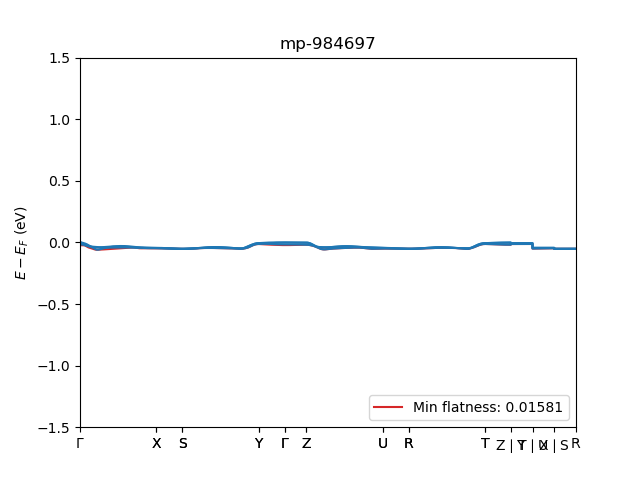 mp-984697
1.5
1.0
0.5
0.0
−0.5
−1.0
−1.5
E − E_F (eV)
Min flatness: 0.01581
Γ X S Y Γ Z U R T Z | Y T | U X | S R